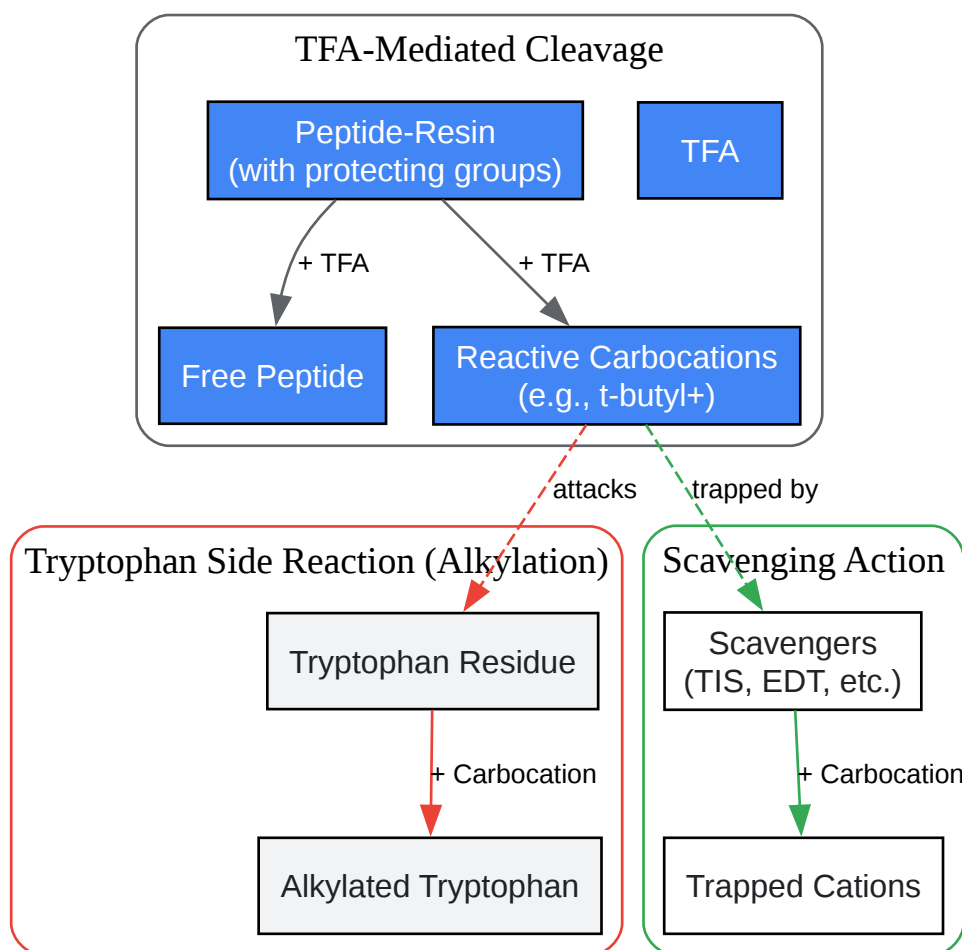 TFA-Mediated Cleavage
Peptide-Resin
(with protecting groups)
TFA
+ TFA
+ TFA
Free Peptide
Reactive Carbocations
(e.g., t-butyl+)
attacks
trapped by
Tryptophan Side Reaction (Alkylation)
Scavenging Action
Tryptophan Residue
Scavengers
(TIS, EDT, etc.)
+ Carbocation
+ Carbocation
Alkylated Tryptophan
Trapped Cations